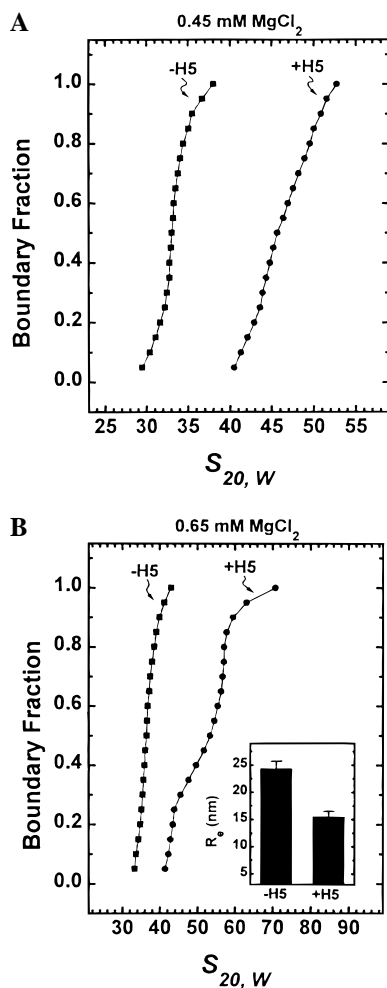 A
0.45 mM MgCl2
-H5
+H5
1.0
0.8
0.6
0.4
0.2
0.0
Boundary Fraction
25 30 35 40 45 50 55
S20, W
B
0.65 mM MgCl2
-H5
+H5
1.0
0.8
0.6
0.4
0.2
0.0
Boundary Fraction
25
20
15
10
5
Re (nm)
-H5 +H5
30 40 50 60 70 80 90
S20, W